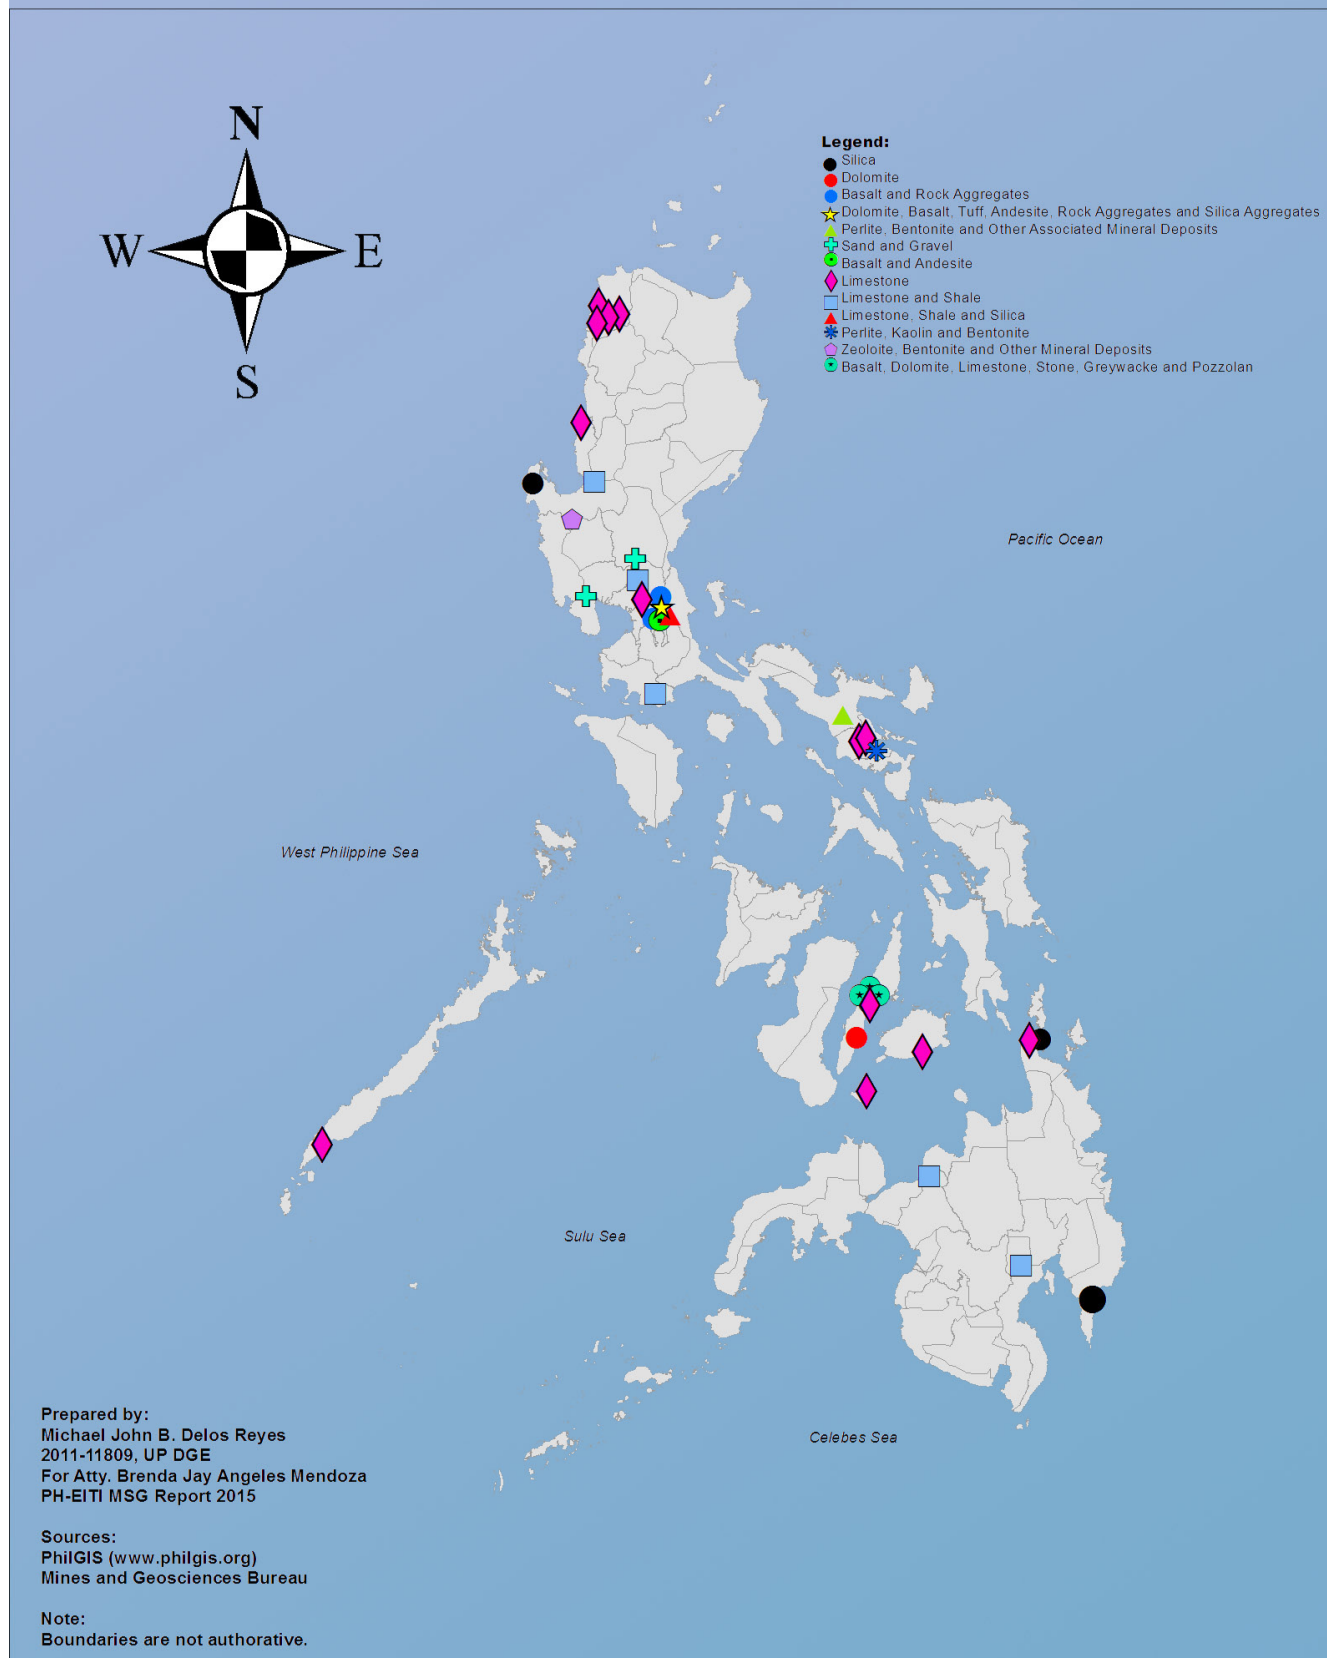 N
W
E
S
Legend:
Silica
Dolomite
Basalt and Rock Aggregates
Dolomite, Basalt, Tuff, Andesite, Rock Aggregates and Silica Aggregates
Perlite, Bentonite and Other Associated Mineral Deposits
Sand and Gravel
Basalt and Andesite
Limestone
Limestone and Shale
Limestone, Shale and Silica
Perlite, Kaolin and Bentonite
Zeoloite, Bentonite and Other Mineral Deposits
Basalt, Dolomite, Limestone, Stone, Greywacke and Pozzolan
Pacific Ocean
West Philippine Sea
Sulu Sea
Celebes Sea
Prepared by:
Michael John B. Delos Reyes
2011-11809, UP DGE
For Atty. Brenda Jay Angeles Mendoza
PH-EITI MSG Report 2015
Sources:
PhilGIS (www.philgis.org)
Mines and Geosciences Bureau
Note:
Boundaries are not authorative.